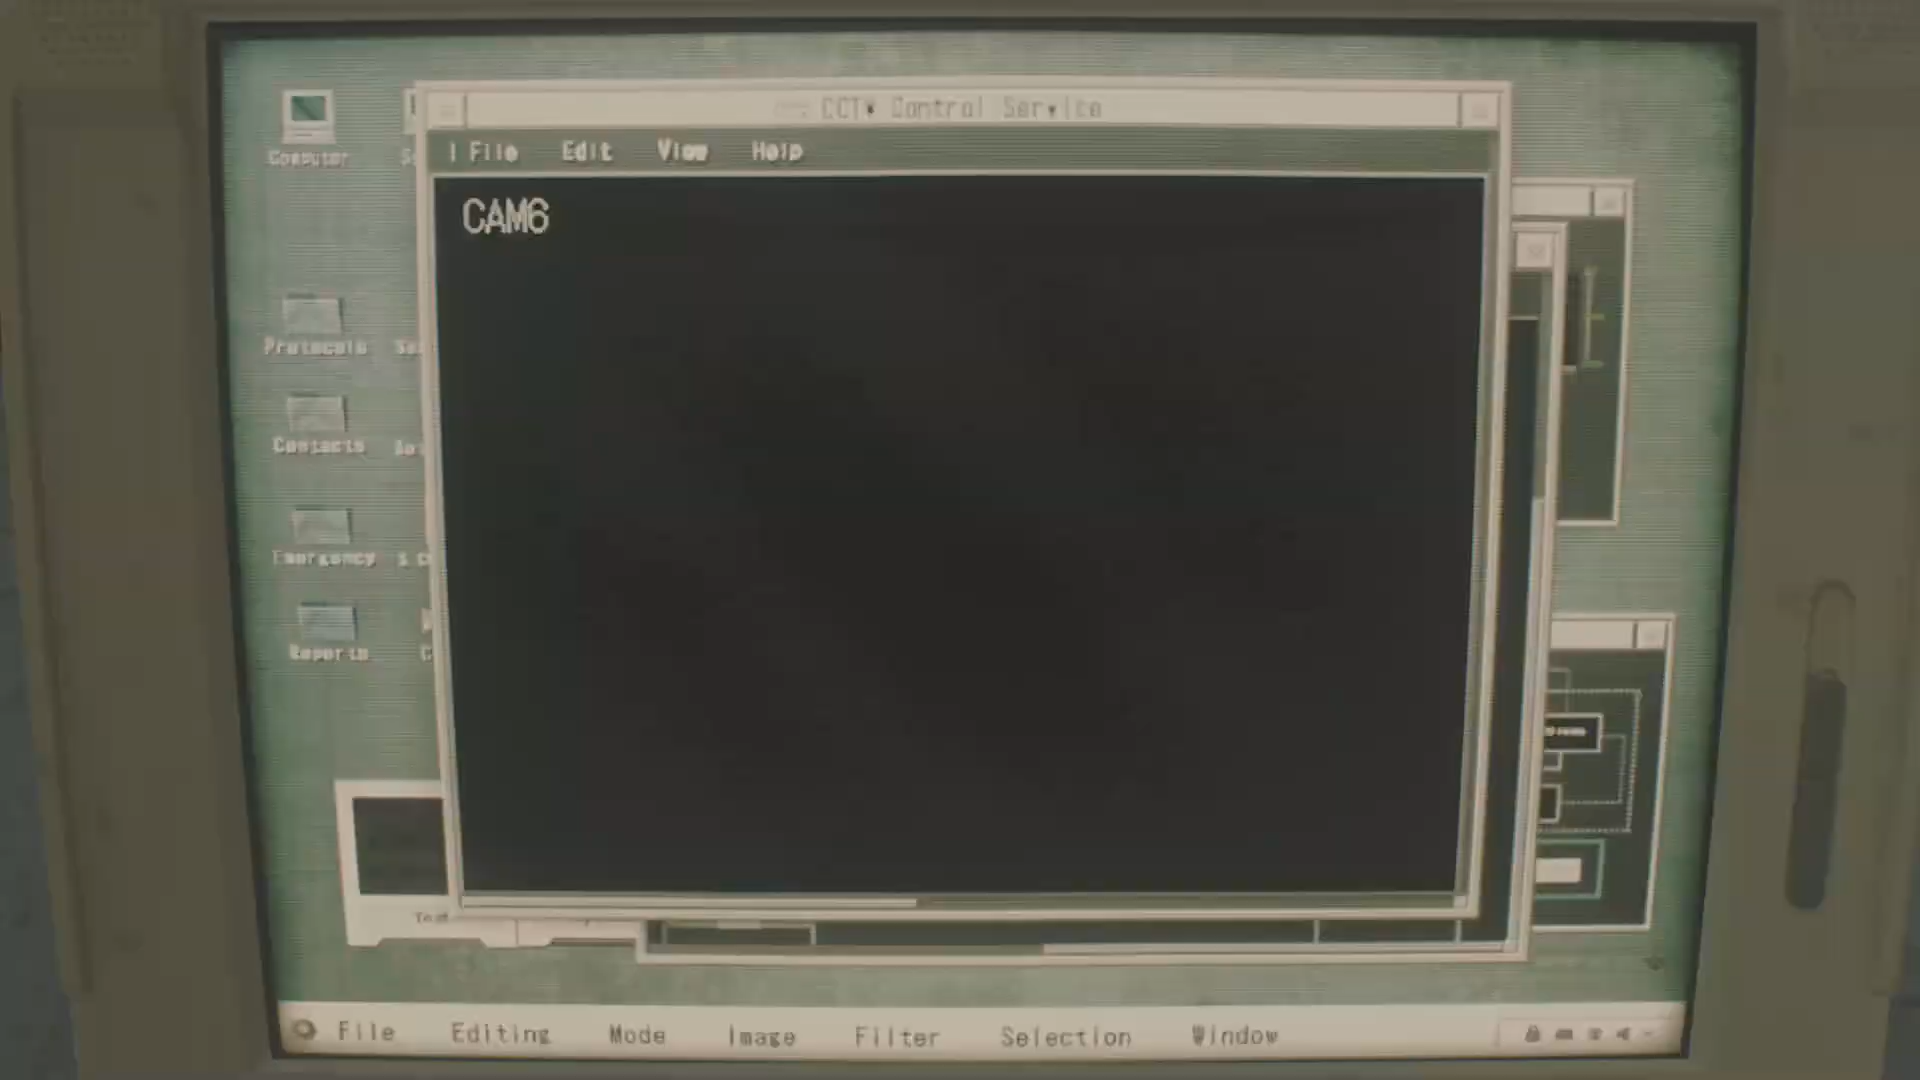 CCTV Control Service
File Edit View Help
CAM6
Computer
Protocols
Contacts
Emergency
Reports
File Editing Mode Image Filter Selection Window